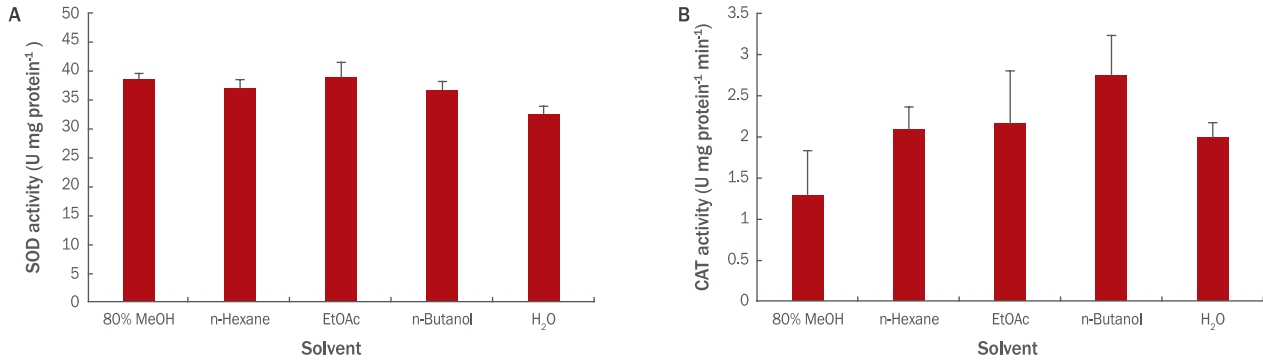 A
SOD activity (U mg protein⁻¹ )
50
45
40
35
30
25
20
15
10
5
0
80% MeOH n-Hexane EtOAc n-Butanol H₂O
Solvent
B
CAT activity (U mg protein⁻¹ min⁻¹)
3.5
3
2.5
2
1.5
1
0.5
0
80% MeOH n-Hexane EtOAc n-Butanol H₂O
Solvent